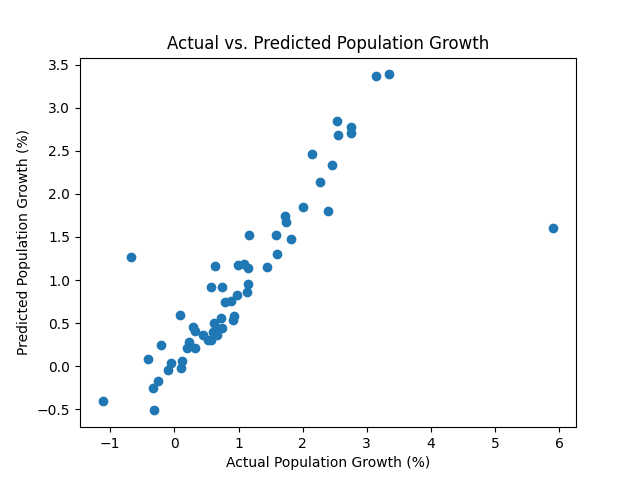 Actual vs. Predicted Population Growth
3.5
3.0
2.5
2.0
1.5
1.0
0.5
0.0
−0.5
Predicted Population Growth (%)
−1 0 1 2 3 4 5 6
Actual Population Growth (%)